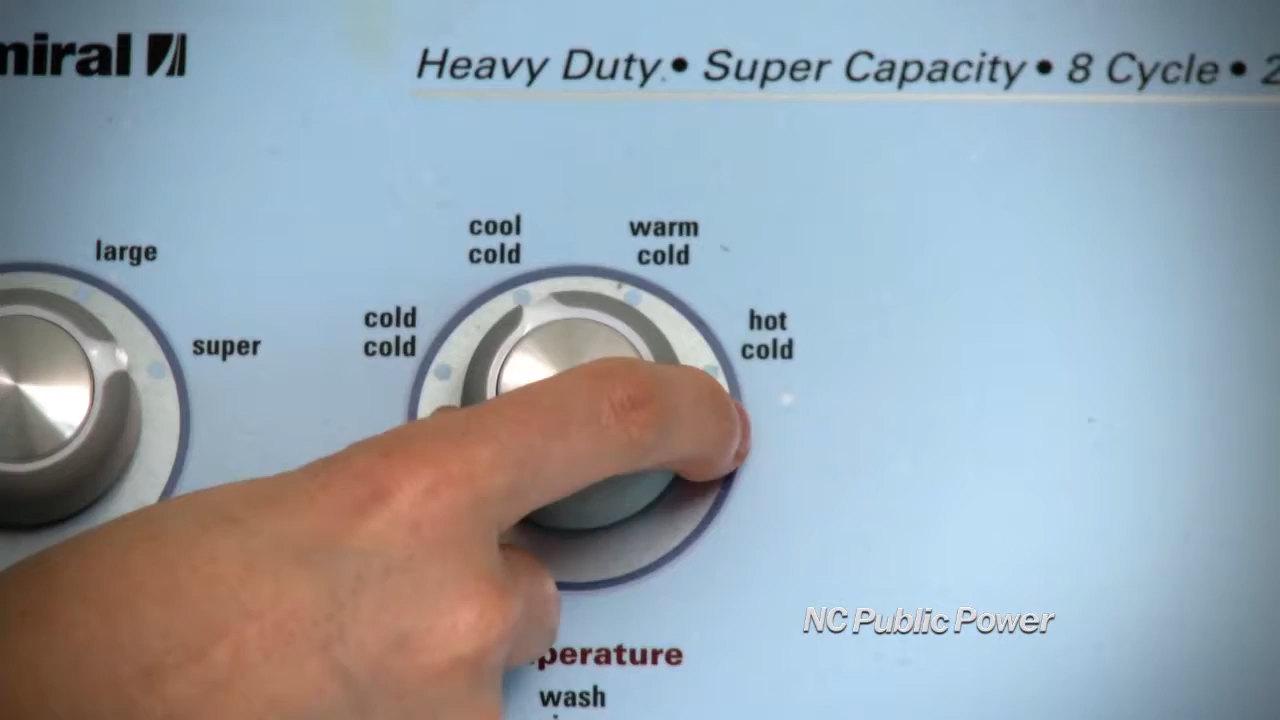 miral
Heavy Duty • Super Capacity • 8 Cycle • 2
large
super
cool
cold
warm
cold
cold
cold
hot
cold
NC Public Power
perature
wash